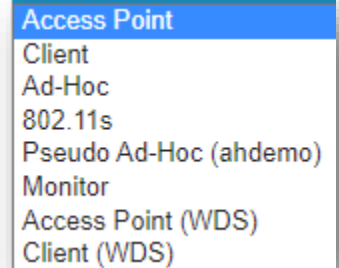 Access Point
Client
Ad-Hoc
802.11s
Pseudo Ad-Hoc (ahdemo)
Monitor
Access Point (WDS)
Client (WDS)